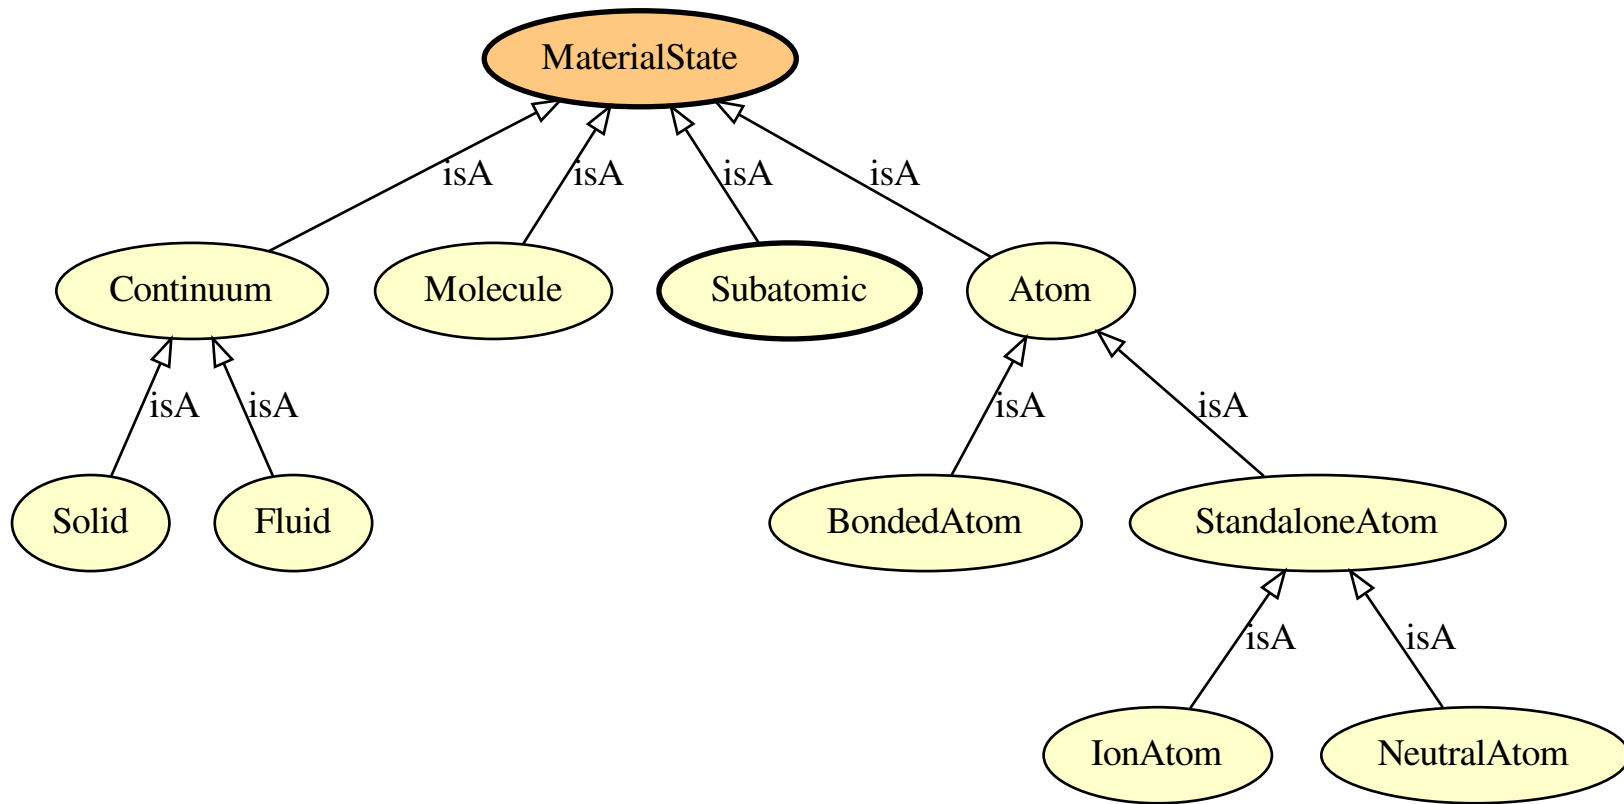 MaterialState
isA
isA
isA
isA
Continuum
Molecule
Subatomic
Atom
isA
isA
isA
isA
Solid
Fluid
BondedAtom
StandaloneAtom
isA
isA
IonAtom
NeutralAtom